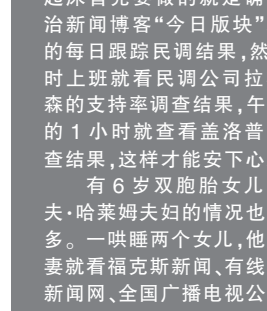 起床首先要做的就是确
治新闻博客“今日版块”
的每日跟踪民调结果,然
时上班就看民调公司拉
森的支持率调查结果,午
的1小时就查看盖洛普
查结果,这样才能安下心
有6岁双胞胎女儿
夫·哈莱姆夫妇的情况也
多。一哄睡两个女儿,他
妻就看福克斯新闻、有线
新闻网、全国广播电视公